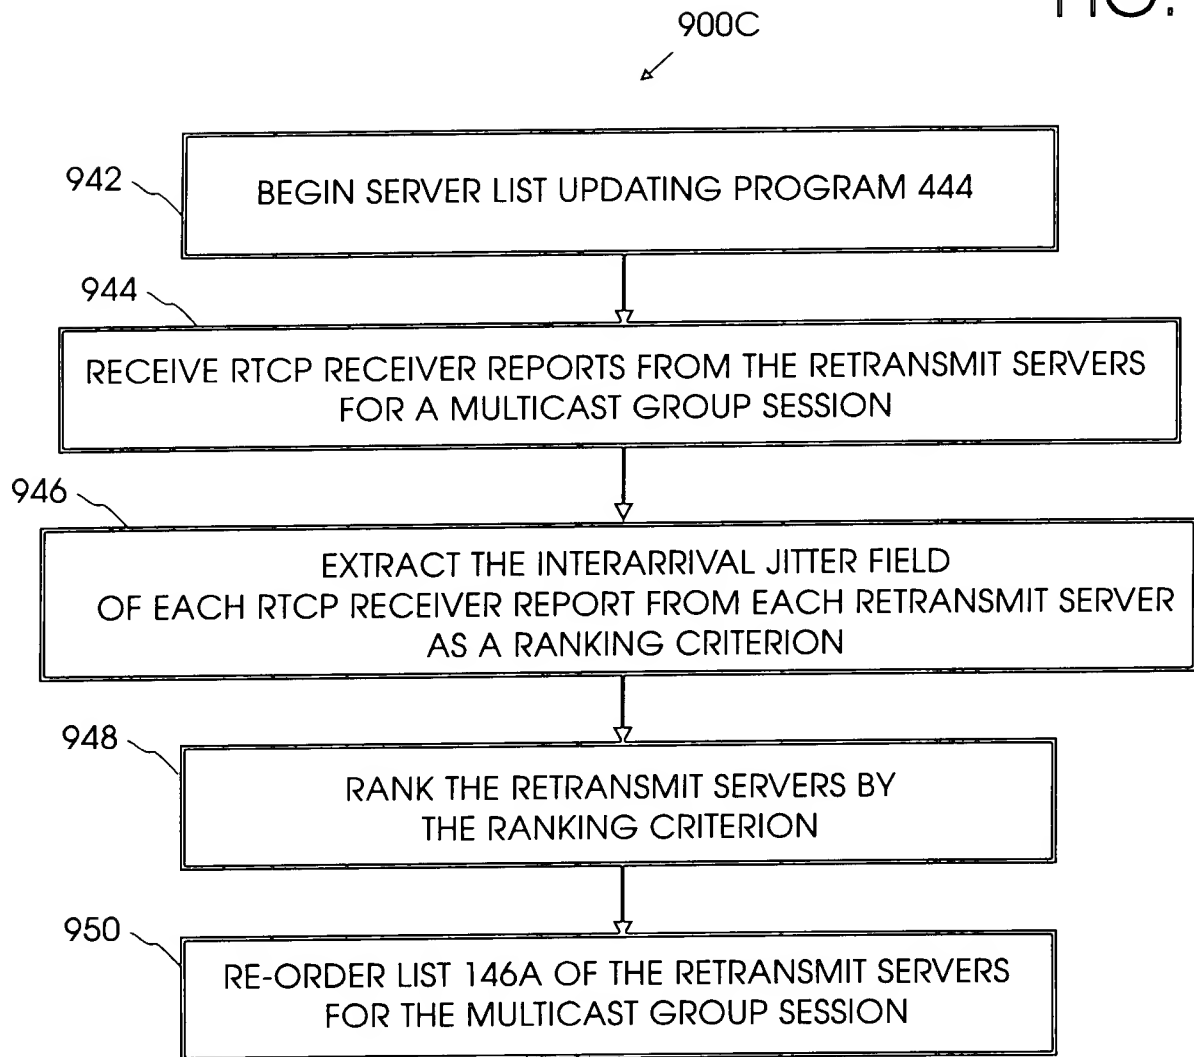 FIG.
900C
942
BEGIN SERVER LIST UPDATING PROGRAM 444
944
RECEIVE RTCP RECEIVER REPORTS FROM THE RETRANSMIT SERVERS
FOR A MULTICAST GROUP SESSION
946
EXTRACT THE INTERARRIVAL JITTER FIELD
OF EACH RTCP RECEIVER REPORT FROM EACH RETRANSMIT SERVER
AS A RANKING CRITERION
948
RANK THE RETRANSMIT SERVERS BY
THE RANKING CRITERION
950
RE-ORDER LIST 146A OF THE RETRANSMIT SERVERS
FOR THE MULTICAST GROUP SESSION